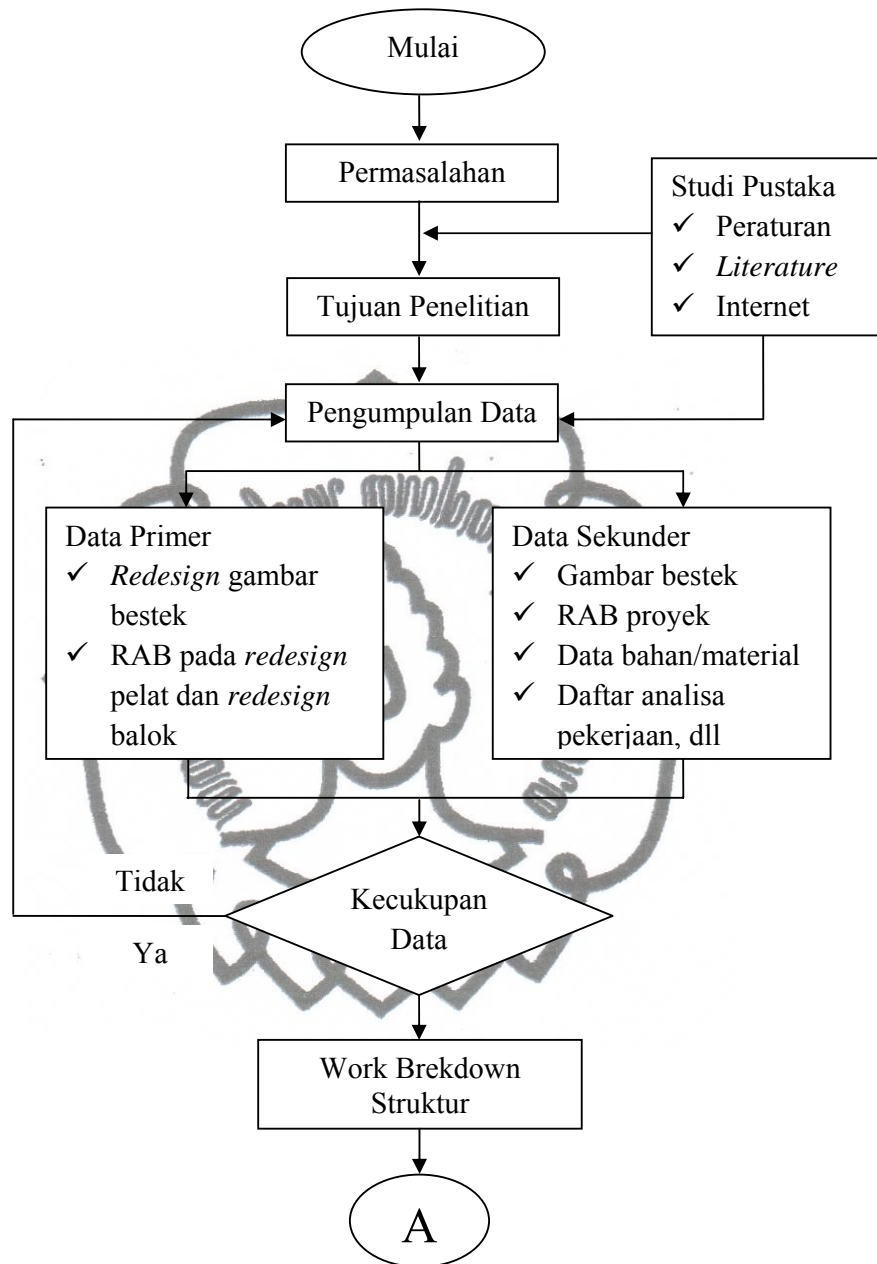 Mulai
Permasalahan
Studi Pustaka
✓ Peraturan
✓ Literature
✓ Internet
Tujuan Penelitian
Pengumpulan Data
Data Primer
✓ Redesign gambar
bestek
✓ RAB pada redesign
pelat dan redesign
balok
Data Sekunder
✓ Gambar bestek
✓ RAB proyek
✓ Data bahan/material
✓ Daftar analisa
pekerjaan, dll
Tidak
Kecukupan
Data
Ya
Work Brekdown
Struktur
A